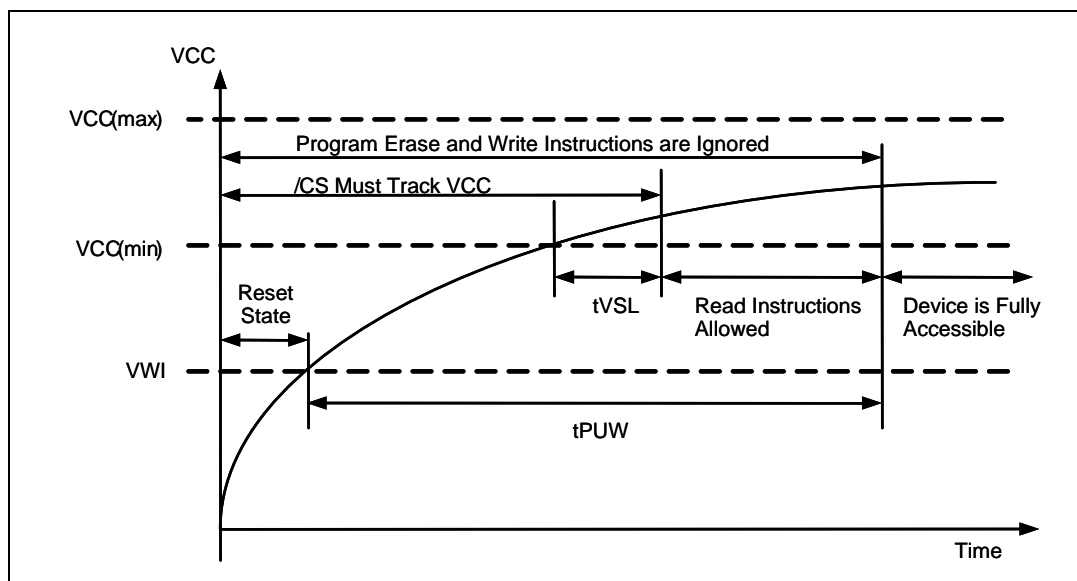 VCC
VCC(max)
Program Erase and Write Instructions are Ignored
/CS Must Track VCC
VCC(min)
Reset
State
tVSL
Read Instructions
Allowed
Device is Fully
Accessible
VWI
tPUW
Time